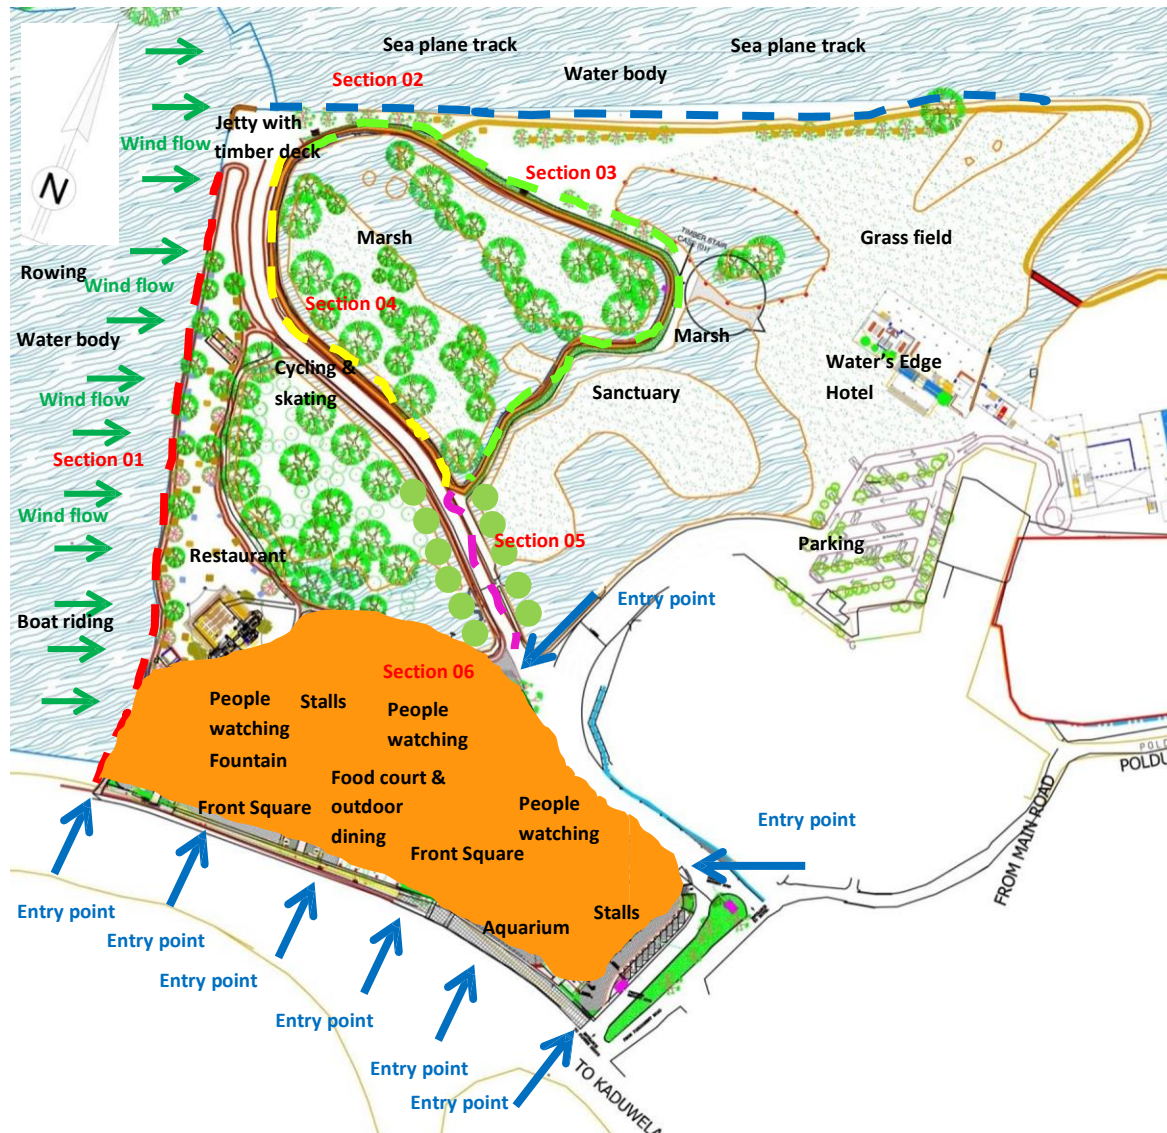 Sea plane track
Sea plane track
Water body
Section 02
Jetty with
timber deck
Wind flow
N
Section 03
TIMBER STAIR
Marsh
Grass field
Rowing
Wind flow
Section 04
Marsh
Water body
Cycling &
skating
Water's Edge
Hotel
Wind flow
Sanctuary
Section 01
Wind flow
Section 05
Parking
Restaurant
Entry point
Boat riding
Section 06
People
watching
Stalls
People
watching
Fountain
Food court &
outdoor
dining
Front Square
People
watching
Front Square
Entry point
Stalls
Aquarium
FROM MAIN ROAD
Entry point
Entry point
Entry point
Entry point
Entry point
Entry point
TO KADUWELA